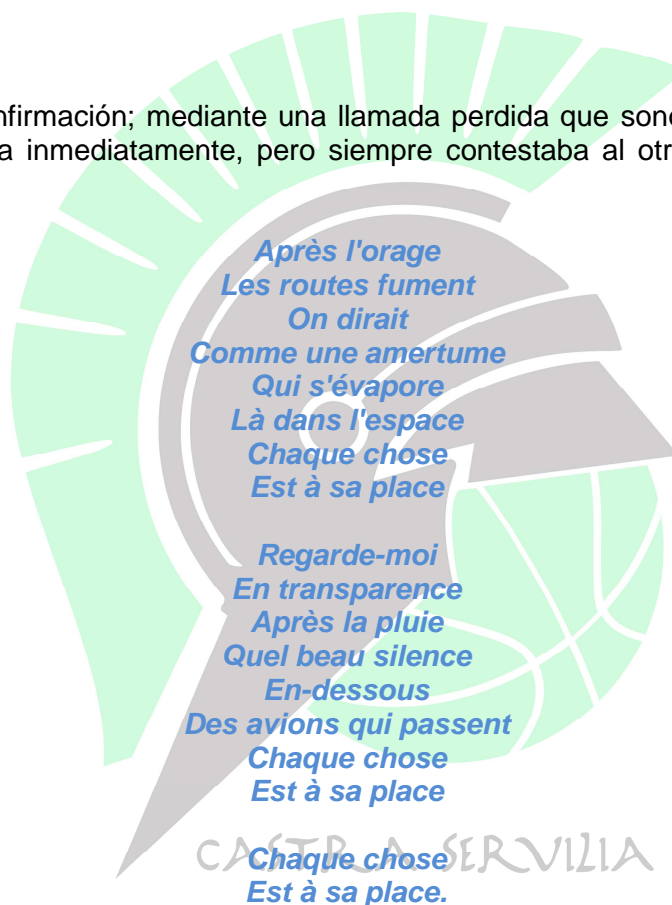 nfirmación; mediante una llamada perdida que son
a inmediatamente, pero siempre contestaba al otr
Après l'orage
Les routes fument
On dirait
Comme une amertume
Qui s'évapore
Là dans l'espace
Chaque chose
Est à sa place
Regarde-moi
En transparence
Après la pluie
Quel beau silence
En-dessous
Des avions qui passent
Chaque chose
Est à sa place
CASTRA SERVILIA
Chaque chose
Est à sa place.